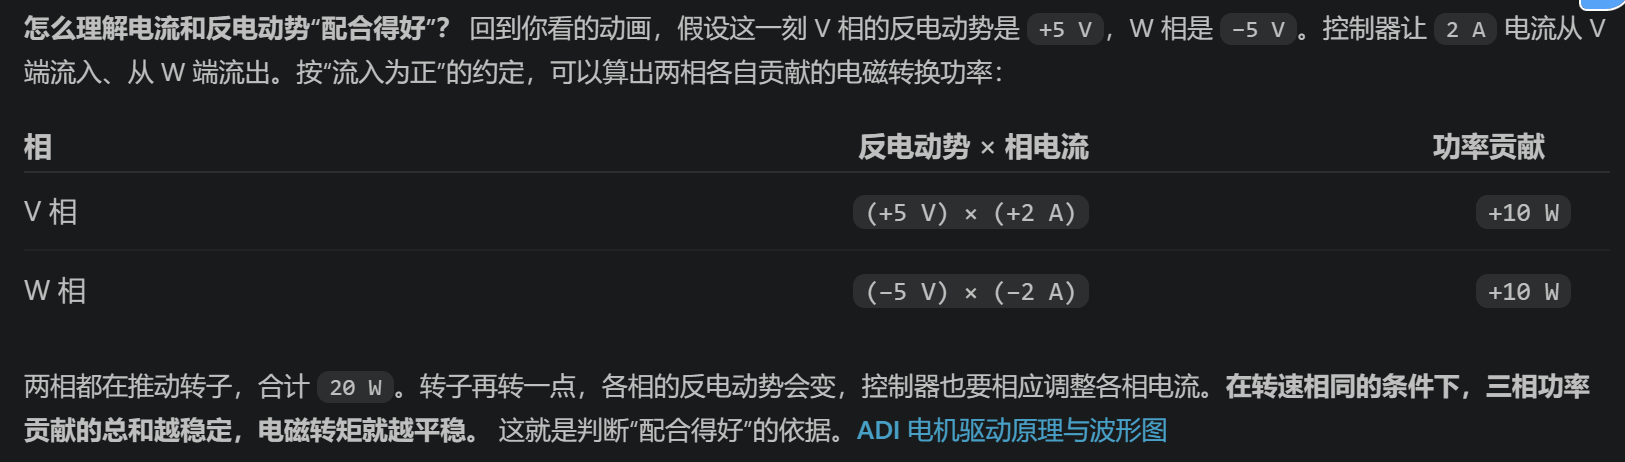 怎么理解电流和反电动势“配合得好”？ 回到你看的动画，假设这一刻 V 相的反电动势是 +5 V，W 相是 −5 V。控制器让 2 A 电流从 V
端流入、从 W 端流出。按“流入为正”的约定，可以算出两相各自贡献的电磁转换功率：
相 反电动势 × 相电流 功率贡献
V 相 (+5 V) × (+2 A) +10 W
W 相 (−5 V) × (−2 A) +10 W
两相都在推动转子，合计 20 W。转子再转一点，各相的反电动势会变，控制器也要相应调整各相电流。在转速相同的条件下，三相功率
贡献的总和越稳定，电磁转矩就越平稳。 这就是判断“配合得好”的依据。ADI 电机驱动原理与波形图